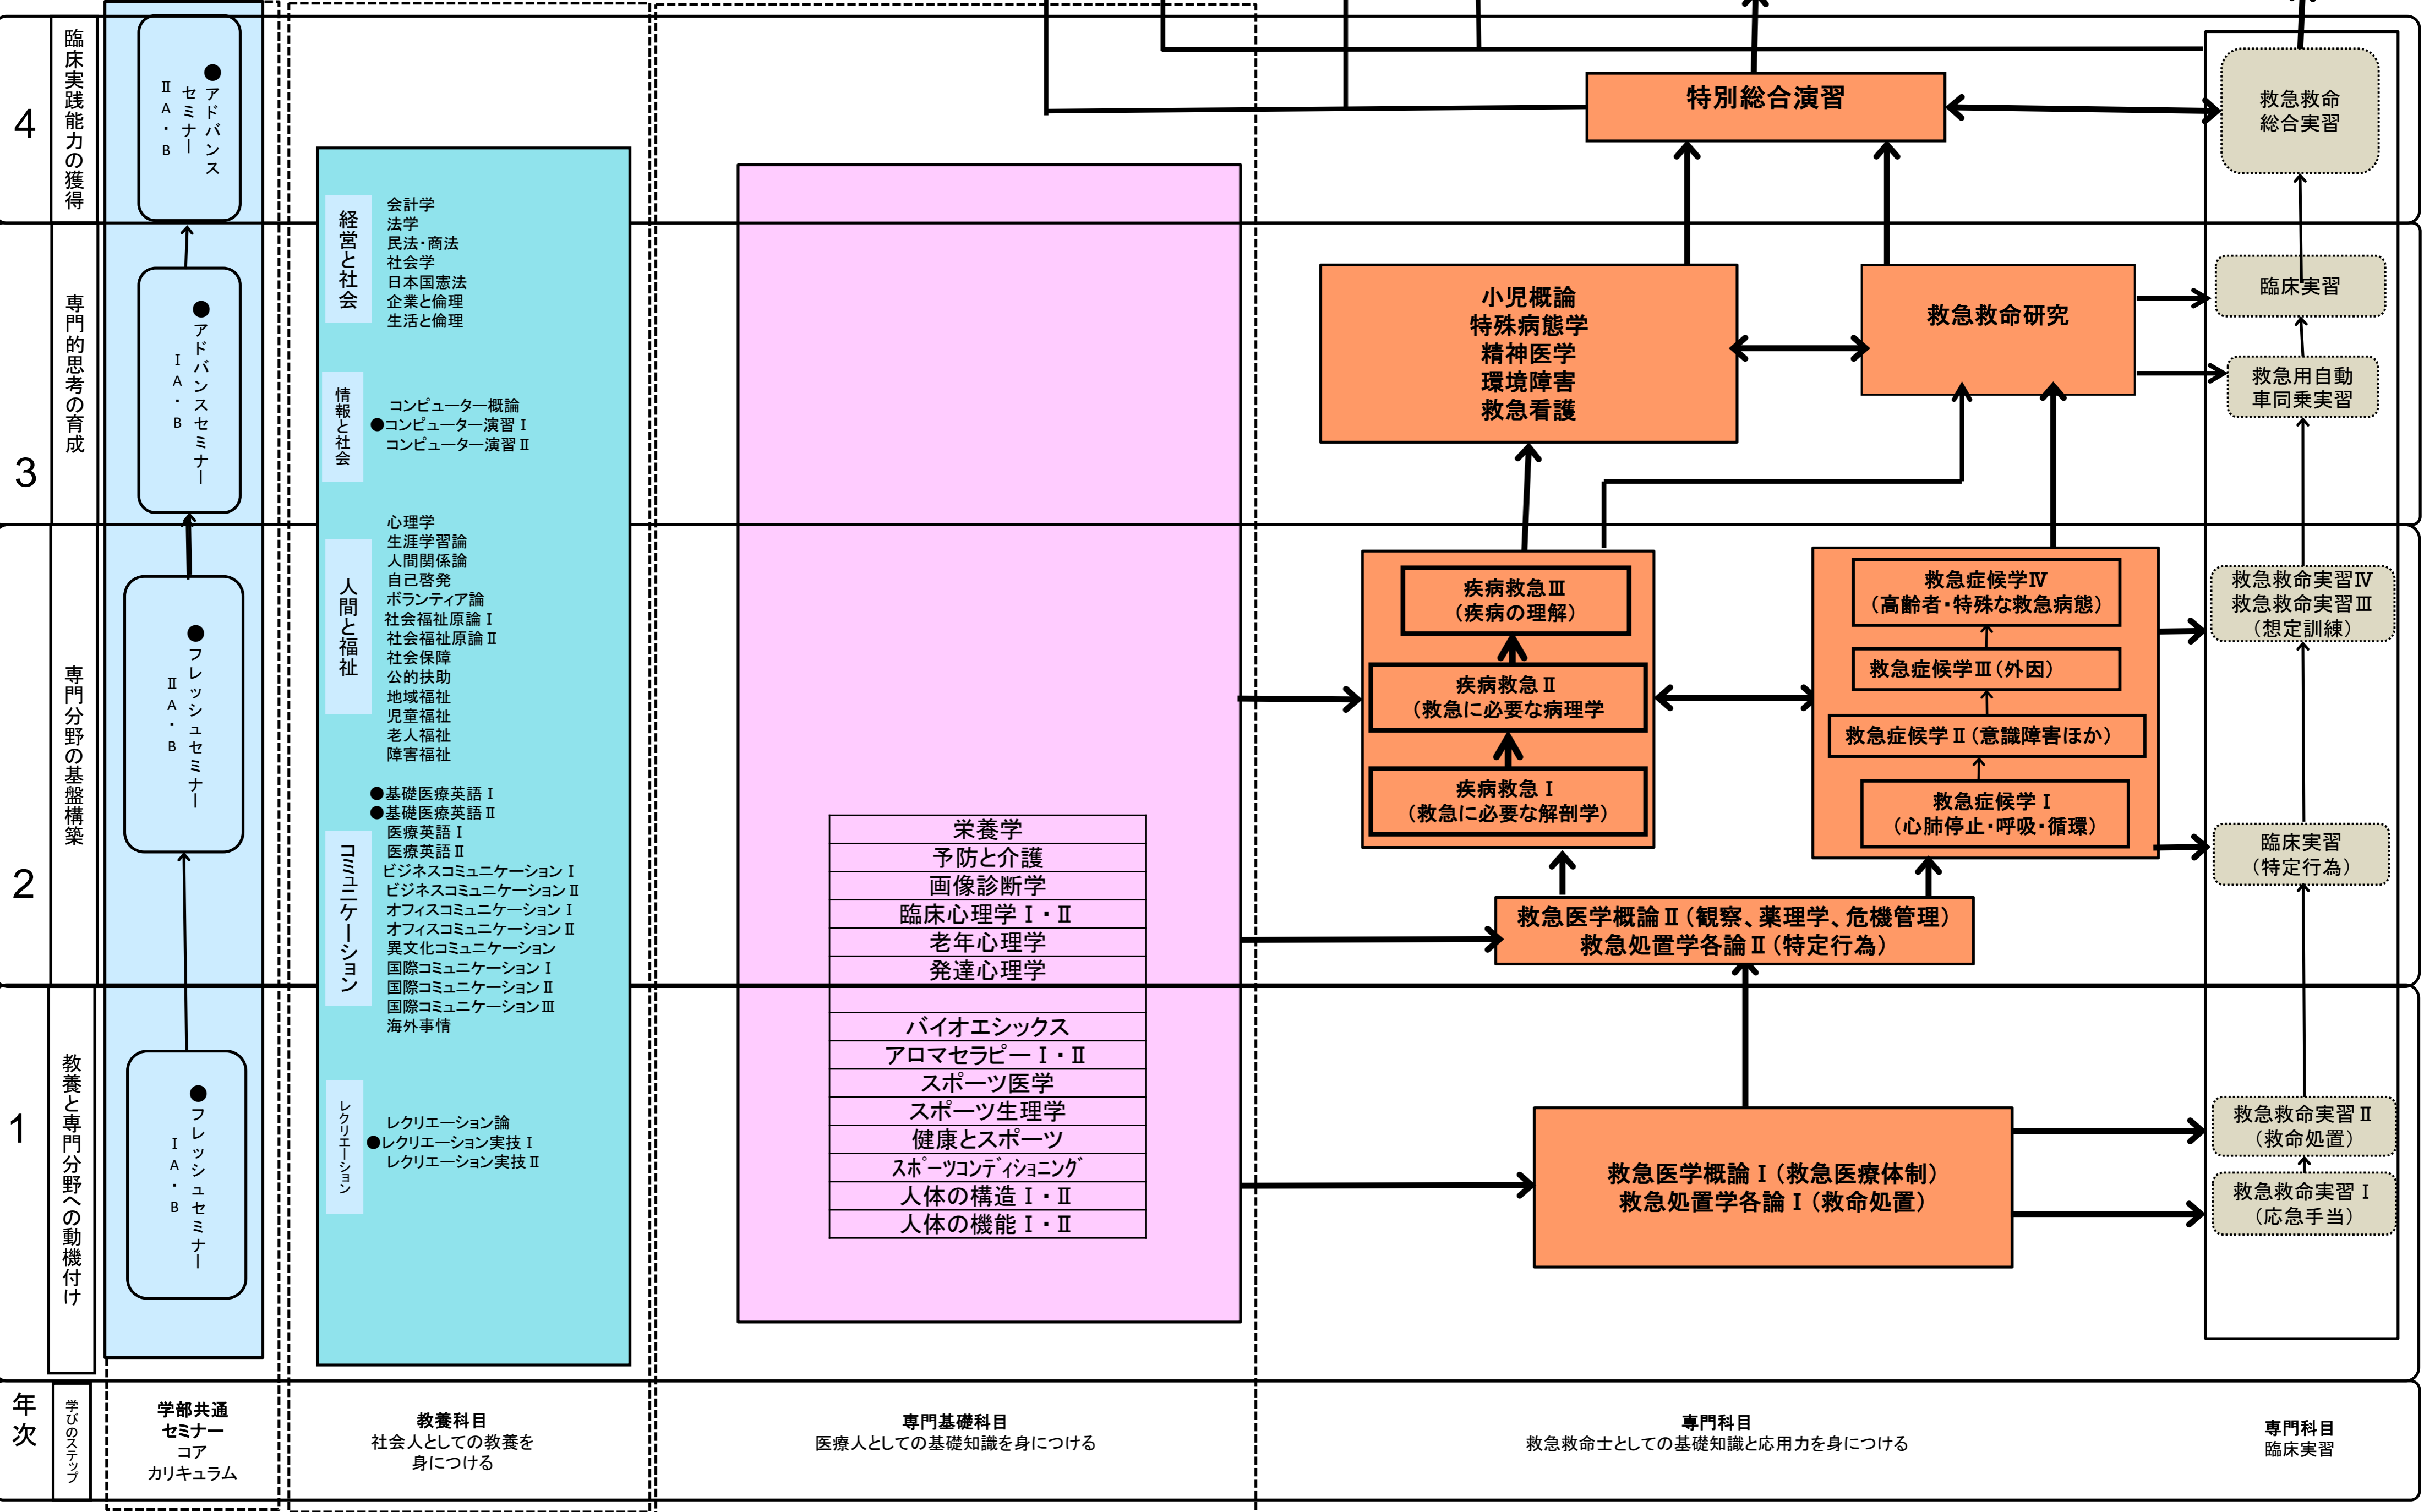 4
臨床実践能力の獲得
●アドバンス
セミナー
ⅡA・B
特別総合演習
救急救命
総合実習
3
専門的思考の育成
●アドバンスセミナー
ⅠA・B
経営と社会
会計学
法学
民法・商法
社会学
日本国憲法
企業と倫理
生活と倫理
情報と社会
コンピューター概論
●コンピューター演習Ⅰ
コンピューター演習Ⅱ
小児概論
特殊病態学
精神医学
環境障害
救急看護
救急救命研究
臨床実習
救急用自動
車同乗実習
2
専門分野の基盤構築
●フレッシュセミナー
ⅡA・B
人間と福祉
心理学
生涯学習論
人間関係論
自己啓発
ボランティア論
社会福祉原論Ⅰ
社会福祉原論Ⅱ
社会保障
公的扶助
地域福祉
児童福祉
老人福祉
障害福祉
コミュニケーション
●基礎医療英語Ⅰ
●基礎医療英語Ⅱ
医療英語Ⅰ
医療英語Ⅱ
ビジネスコミュニケーションⅠ
ビジネスコミュニケーションⅡ
オフィスコミュニケーションⅠ
オフィスコミュニケーションⅡ
異文化コミュニケーション
国際コミュニケーションⅠ
国際コミュニケーションⅡ
国際コミュニケーションⅢ
海外事情
栄養学
予防と介護
画像診断学
臨床心理学Ⅰ・Ⅱ
老年心理学
発達心理学
疾病救急Ⅲ
（疾病の理解）
疾病救急Ⅱ
（救急に必要な病理学
疾病救急Ⅰ
（救急に必要な解剖学）
救急症候学Ⅳ
（高齢者・特殊な救急病態）
救急症候学Ⅲ（外因）
救急症候学Ⅱ（意識障害ほか）
救急症候学Ⅰ
（心肺停止・呼吸・循環）
救急医学概論Ⅱ（観察、薬理学、危機管理）
救急処置学各論Ⅱ（特定行為）
救急救命実習Ⅳ
救急救命実習Ⅲ
（想定訓練）
臨床実習
（特定行為）
1
教養と専門分野への動機付け
●フレッシュセミナー
ⅠA・B
レクリエーション
レクリエーション論
●レクリエーション実技Ⅰ
レクリエーション実技Ⅱ
バイオエシックス
アロマセラピーⅠ・Ⅱ
スポーツ医学
スポーツ生理学
健康とスポーツ
ｽﾎﾟｰﾂｺﾝﾃﾞｨｼｮﾆﾝｸﾞ
人体の構造Ⅰ・Ⅱ
人体の機能Ⅰ・Ⅱ
救急医学概論Ⅰ（救急医療体制）
救急処置学各論Ⅰ（救命処置）
救急救命実習Ⅱ
（救命処置）
救急救命実習Ⅰ
（応急手当）
年次
学びのステップ
学部共通
セミナー
コア
カリキュラム
教養科目
社会人としての教養を
身につける
専門基礎科目
医療人としての基礎知識を身につける
専門科目
救急救命士としての基礎知識と応用力を身につける
専門科目
臨床実習